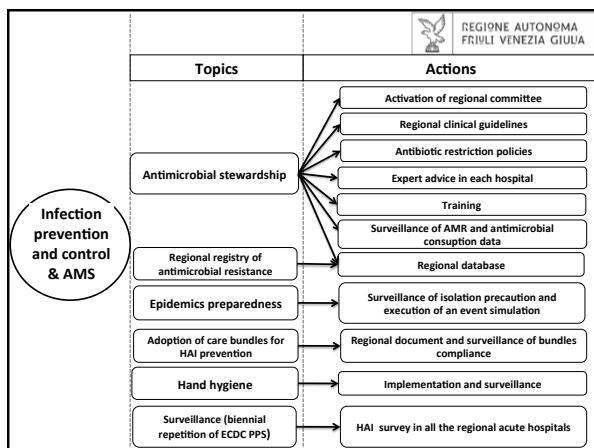 REGIONE AUTONOMA
FRIULI VENEZIA GIULIA
Topics
Actions
Infection
prevention
and control
& AMS
Antimicrobial stewardship
Activation of regional committee
Regional clinical guidelines
Antibiotic restriction policies
Expert advice in each hospital
Training
Surveillance of AMR and antimicrobial
consuption data
Regional registry of
antimicrobial resistance
Regional database
Epidemics preparedness
Surveillance of isolation precaution and
execution of an event simulation
Adoption of care bundles for
HAI prevention
Regional document and surveillance of bundles
compliance
Hand hygiene
Implementation and surveillance
Surveillance (biennial
repetition of ECDC PPS)
HAI survey in all the regional acute hospitals